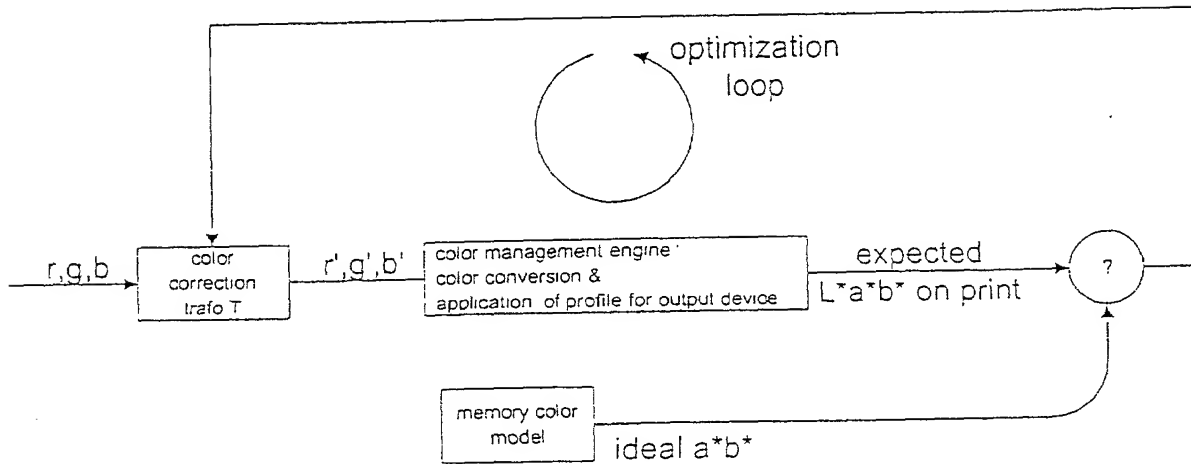 optimization
loop
r,g,b
color
correction
trafo T
r',g',b'
color management engine
color conversion &
application of profile for output device
expected
L*a*b* on print
?
memory color
model
ideal a*b*